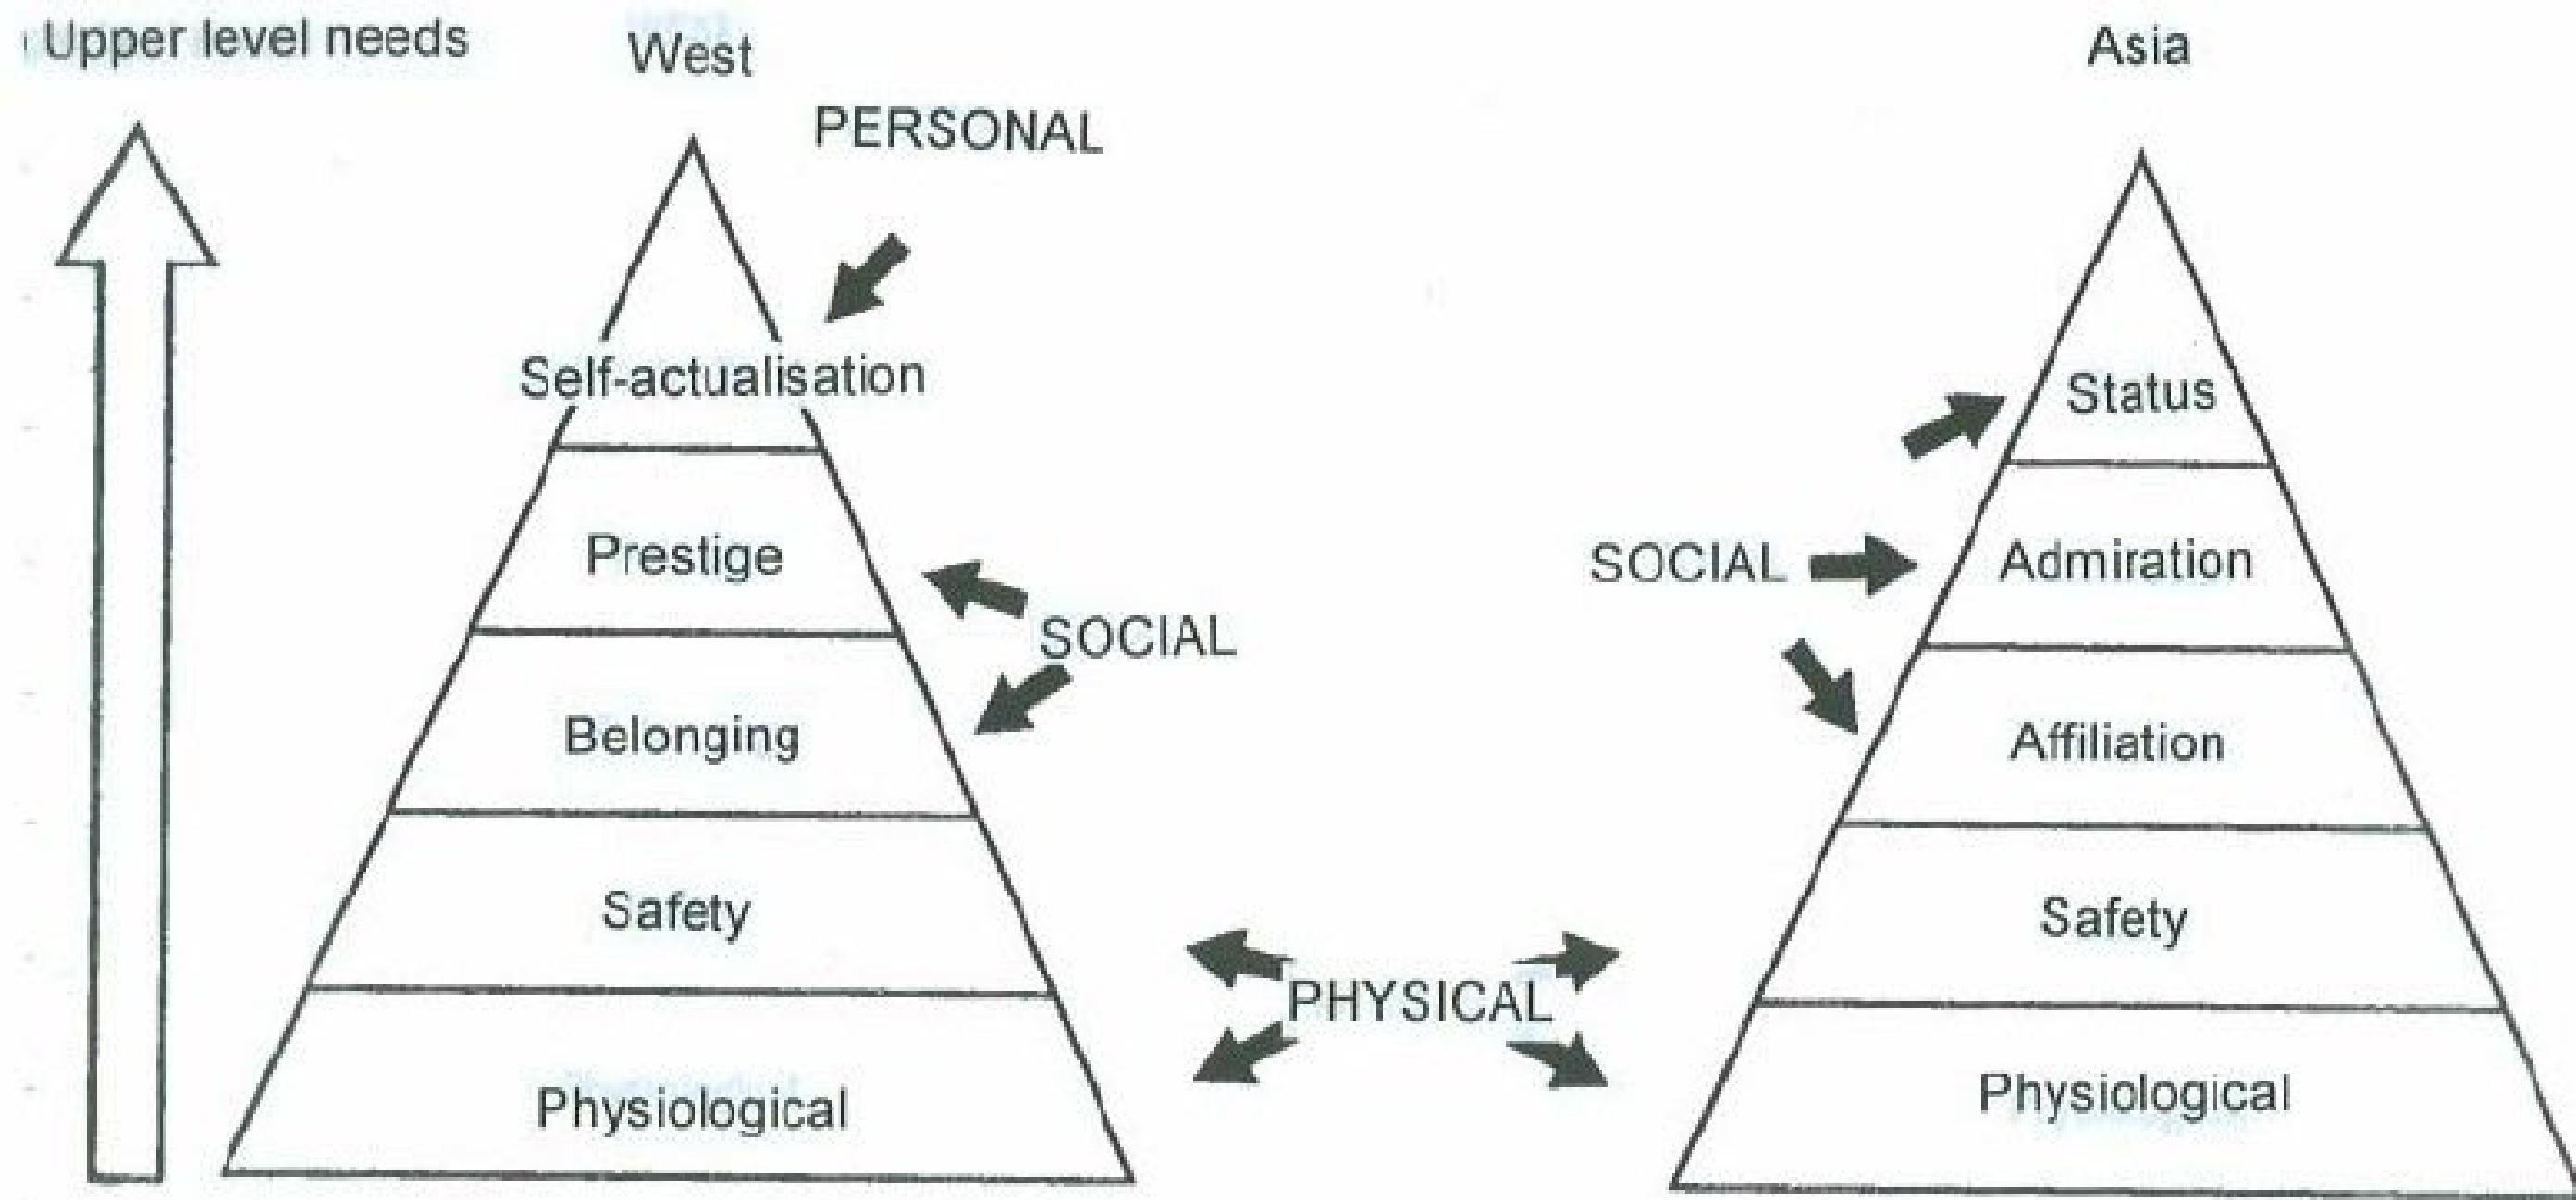 Upper level needs
West
Asia
PERSONAL
Self-actualisation
Status
Prestige
SOCIAL
Admiration
SOCIAL
Belonging
Affiliation
Safety
Safety
PHYSICAL
Physiological
Physiological